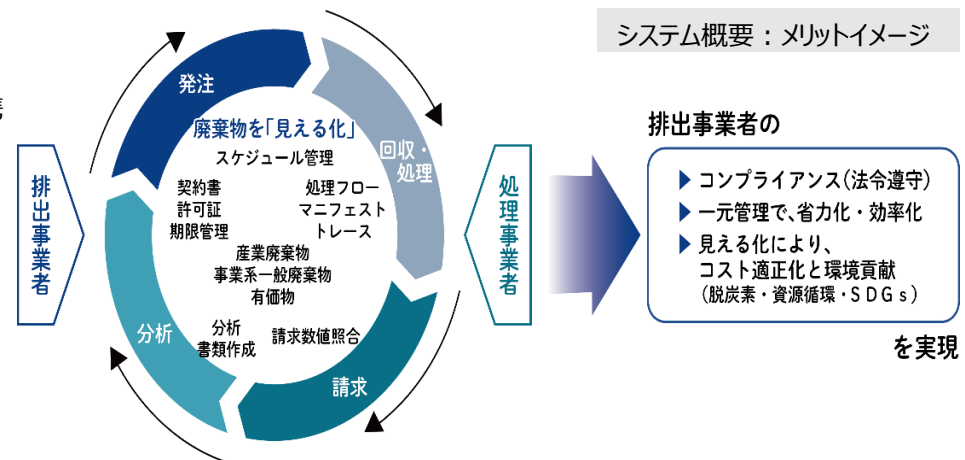 システム概要：メリットイメージ
発注
回収・
処理
請求
分析
排出事業者
処理事業者
廃棄物を「見える化」
スケジュール管理
契約書
許可証
期限管理
処理フロー
マニフェスト
トレース
産業廃棄物
事業系一般廃棄物
有価物
分析
書類作成
請求数値照合
排出事業者の
▶ コンプライアンス（法令遵守）
▶ 一元管理で、省力化・効率化
▶ 見える化により、
コスト適正化と環境貢献
（脱炭素・資源循環・ＳＤＧｓ）
を実現